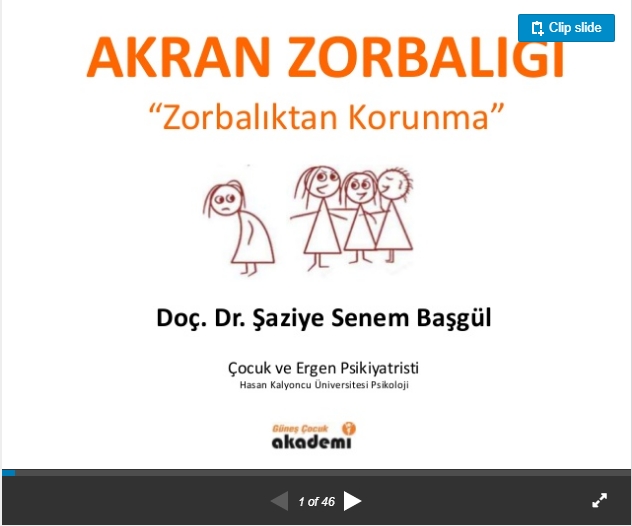 Clip slide
AKRAN ZORBALIĞI
“Zorbalıktan Korunma”
Doç. Dr. Şaziye Senem Başgül
Çocuk ve Ergen Psikiyatristi
Hasan Kalyoncu Üniversitesi Psikoloji
Güneş Çocuk
akademi
1 of 46